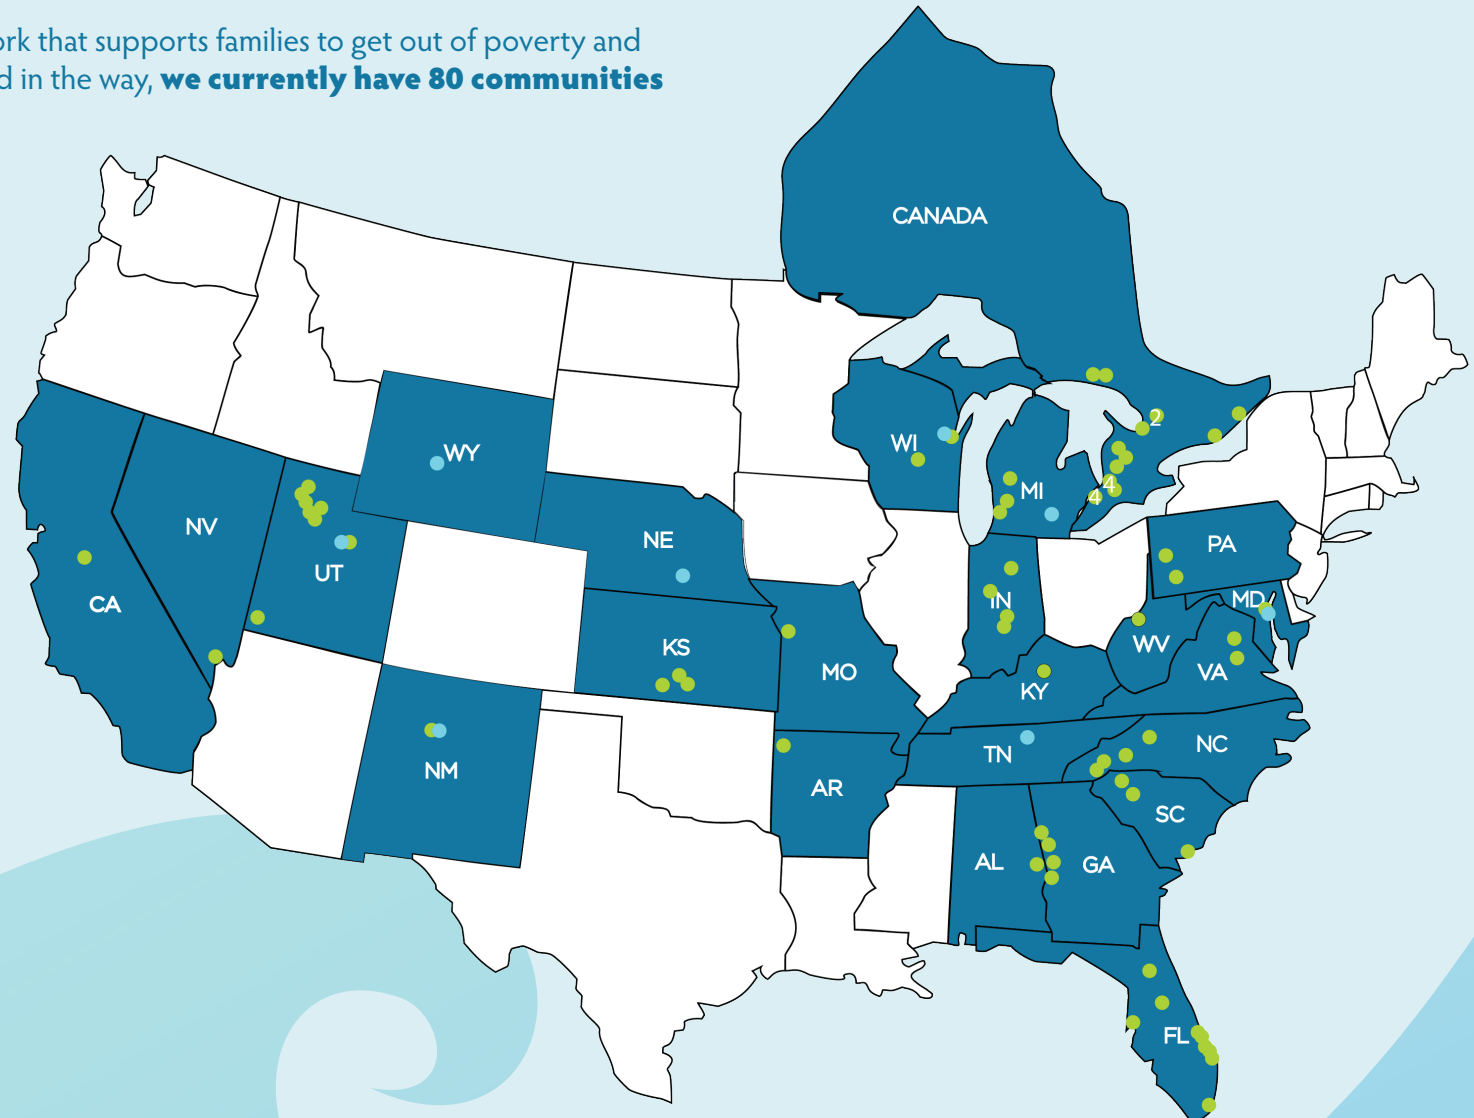 ork that supports families to get out of poverty and
d in the way, we currently have 80 communities
CANADA
WY
WI
2
MI
4
4
NV
NE
PA
UT
CA
IN
MD
KS
MO
WV
VA
KY
NM
TN
NC
AR
SC
AL
GA
FL